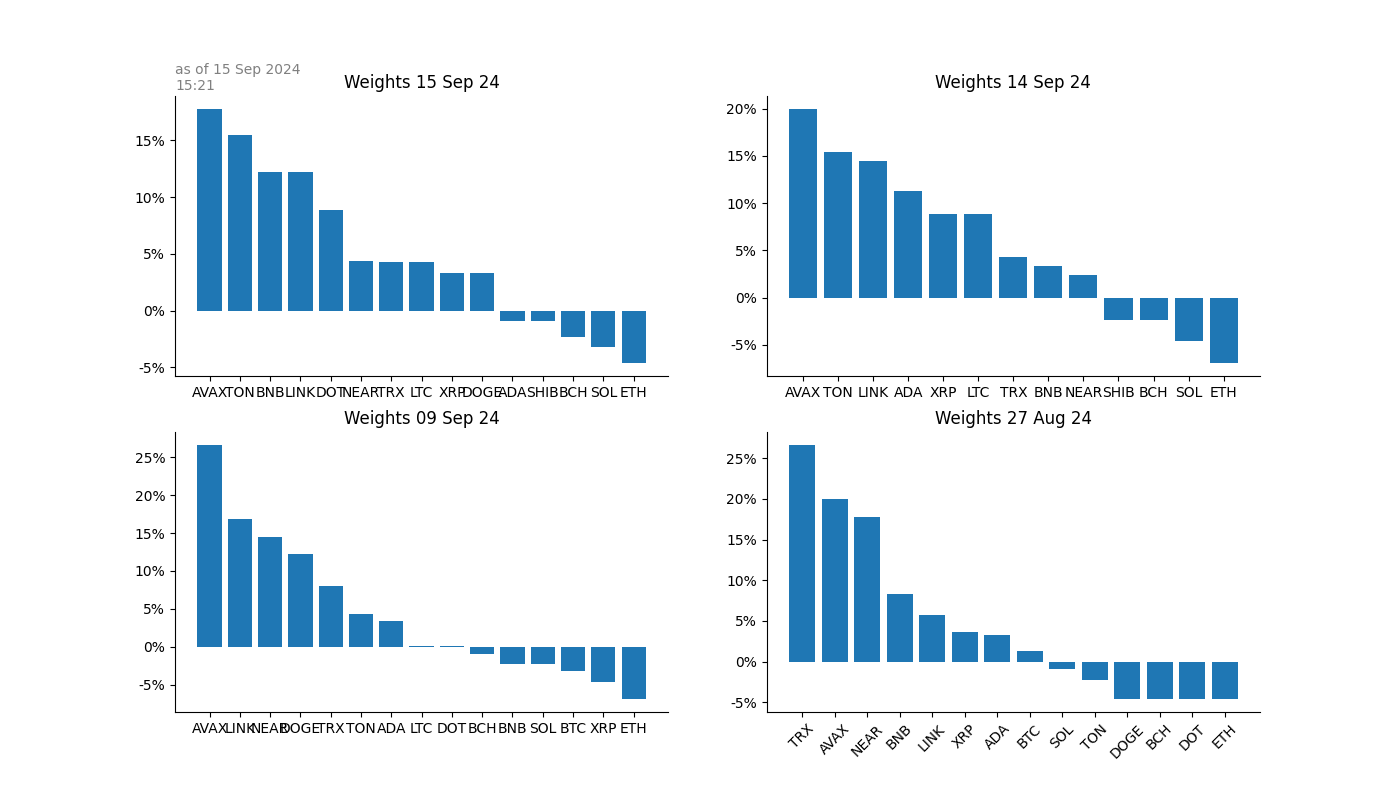 as of 15 Sep 2024
15:21
Weights 15 Sep 24
15%
10%
5%
0%
-5%
AVAX TON BNB LINK DOT NEAR TRX LTC XRP DOGE ADA SHIB BCH SOL ETH
Weights 14 Sep 24
20%
15%
10%
5%
0%
-5%
AVAX TON LINK ADA XRP LTC TRX BNB NEAR SHIB BCH SOL ETH
Weights 09 Sep 24
25%
20%
15%
10%
5%
0%
-5%
AVAX LINK NEAR DOGE TRX TON ADA LTC DOT BCH BNB SOL BTC XRP ETH
Weights 27 Aug 24
25%
20%
15%
10%
5%
0%
-5%
TRX AVAX NEAR BNB LINK XRP ADA BTC SOL TON DOGE BCH DOT ETH